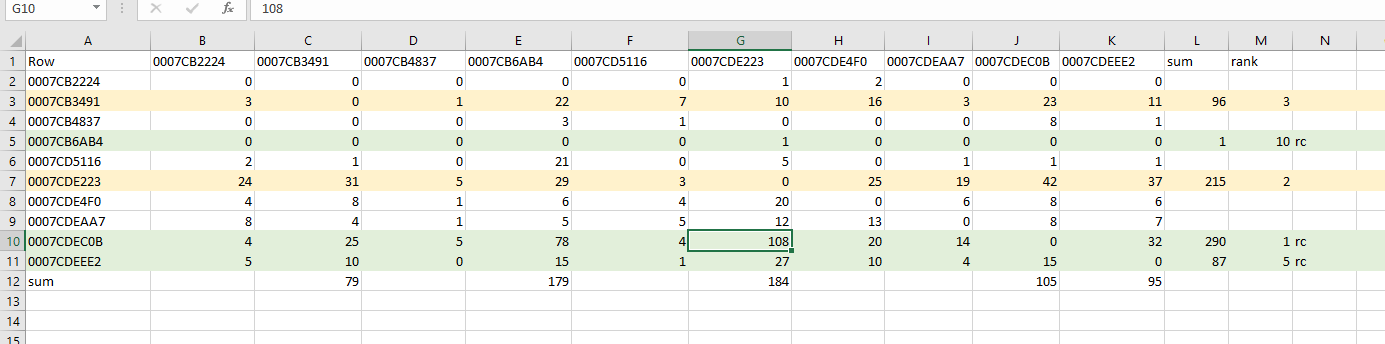 G10 fx 108
A B C D E F G H I J K L M N
1 Row 0007CB2224 0007CB3491 0007CB4837 0007CB6AB4 0007CD5116 0007CDE223 0007CDE4F0 0007CDEAA7 0007CDEC0B 0007CDEEE2 sum rank
2 0007CB2224 0 0 0 0 0 1 2 0 0 0
3 0007CB3491 3 0 1 22 7 10 16 3 23 11 96 3
4 0007CB4837 0 0 0 3 1 0 0 0 8 1
5 0007CB6AB4 0 0 0 0 0 1 0 0 0 0 1 10 rc
6 0007CD5116 2 1 0 21 0 5 0 1 1 1
7 0007CDE223 24 31 5 29 3 0 25 19 42 37 215 2
8 0007CDE4F0 4 8 1 6 4 20 0 6 8 6
9 0007CDEAA7 8 4 1 5 5 12 13 0 8 7
10 0007CDEC0B 4 25 5 78 4 108 20 14 0 32 290 1 rc
11 0007CDEEE2 5 10 0 15 1 27 10 4 15 0 87 5 rc
12 sum 79 179 184 105 95
13
14
15